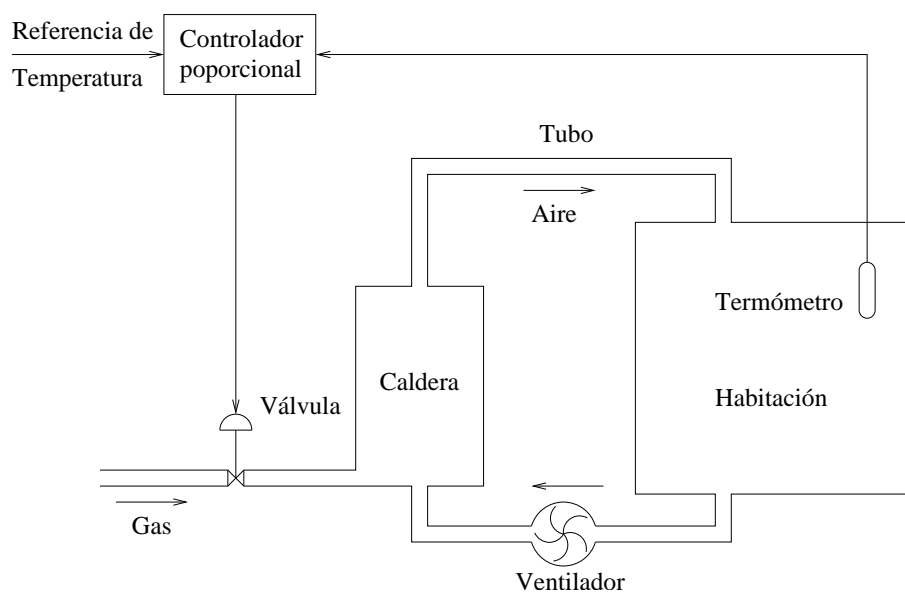 Referencia de
Temperatura
Controlador
poporcional
Tubo
Aire
Termómetro
Caldera
Habitación
Válvula
Gas
Ventilador